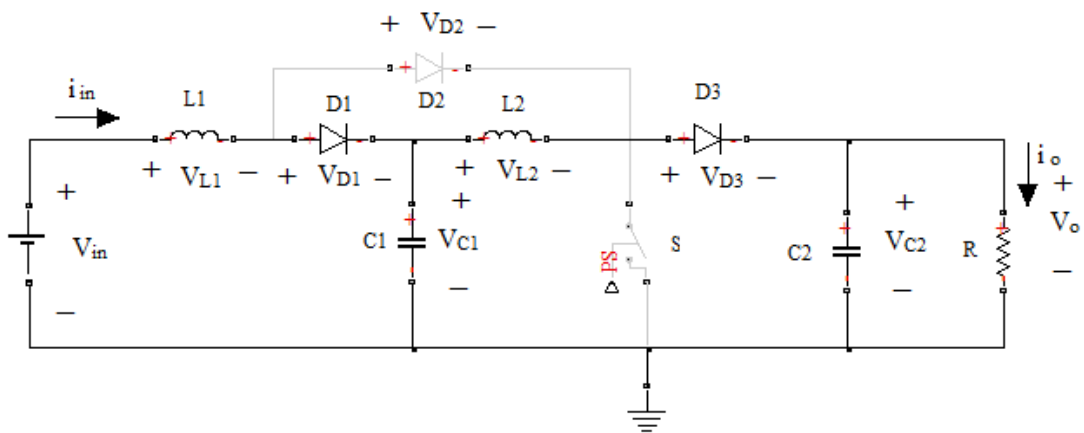 + VD2 −
+ -
D2
iin
L1
D1
L2
D3
+ - + - + - + -
+ VL1 − + VD1 − + VL2 − + VD3 −
io
+
Vin
−
C1
+
+
VC1
−
-
PS
S
C2
+
+
VC2
−
-
R
+
+
Vo
−
-